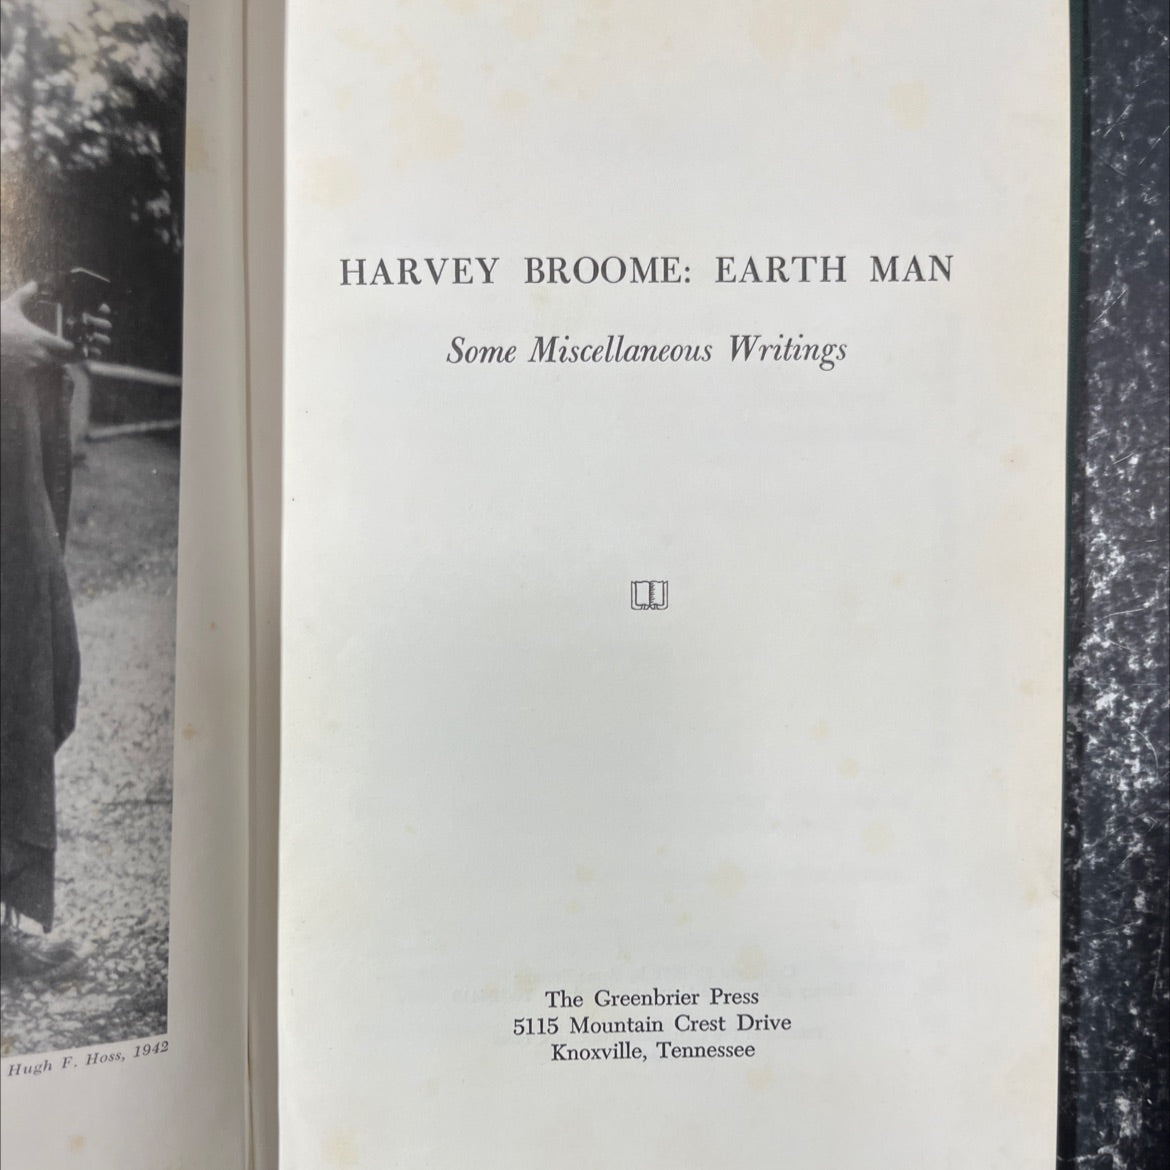 Hugh F. Hoss, 1942
HARVEY BROOME: EARTH MAN
Some Miscellaneous Writings
The Greenbrier Press
5115 Mountain Crest Drive
Knoxville, Tennessee